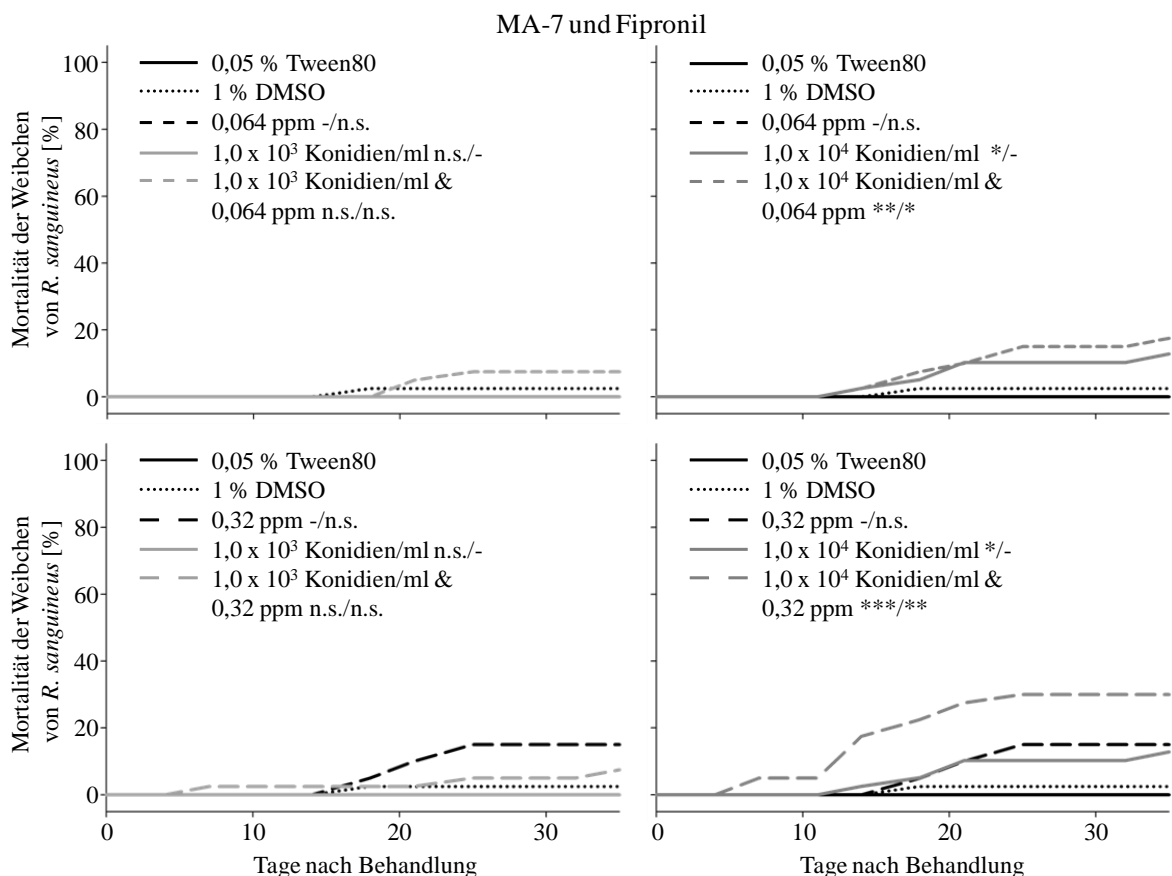 MA-7 und Fipronil
Mortalität der Weibchen
von R. sanguineus [%]
100
80
60
40
20
0
0,05 % Tween80
1 % DMSO
0,064 ppm -/n.s.
1,0 x 10³ Konidien/ml n.s./-
1,0 x 10³ Konidien/ml &
0,064 ppm n.s./n.s.
0,05 % Tween80
1 % DMSO
0,064 ppm -/n.s.
1,0 x 10⁴ Konidien/ml */-
1,0 x 10⁴ Konidien/ml &
0,064 ppm **/*
Mortalität der Weibchen
von R. sanguineus [%]
100
80
60
40
20
0
0,05 % Tween80
1 % DMSO
0,32 ppm -/n.s.
1,0 x 10³ Konidien/ml n.s./-
1,0 x 10³ Konidien/ml &
0,32 ppm n.s./n.s.
0 10 20 30
Tage nach Behandlung
0,05 % Tween80
1 % DMSO
0,32 ppm -/n.s.
1,0 x 10⁴ Konidien/ml */-
1,0 x 10⁴ Konidien/ml &
0,32 ppm ***/**
0 10 20 30
Tage nach Behandlung